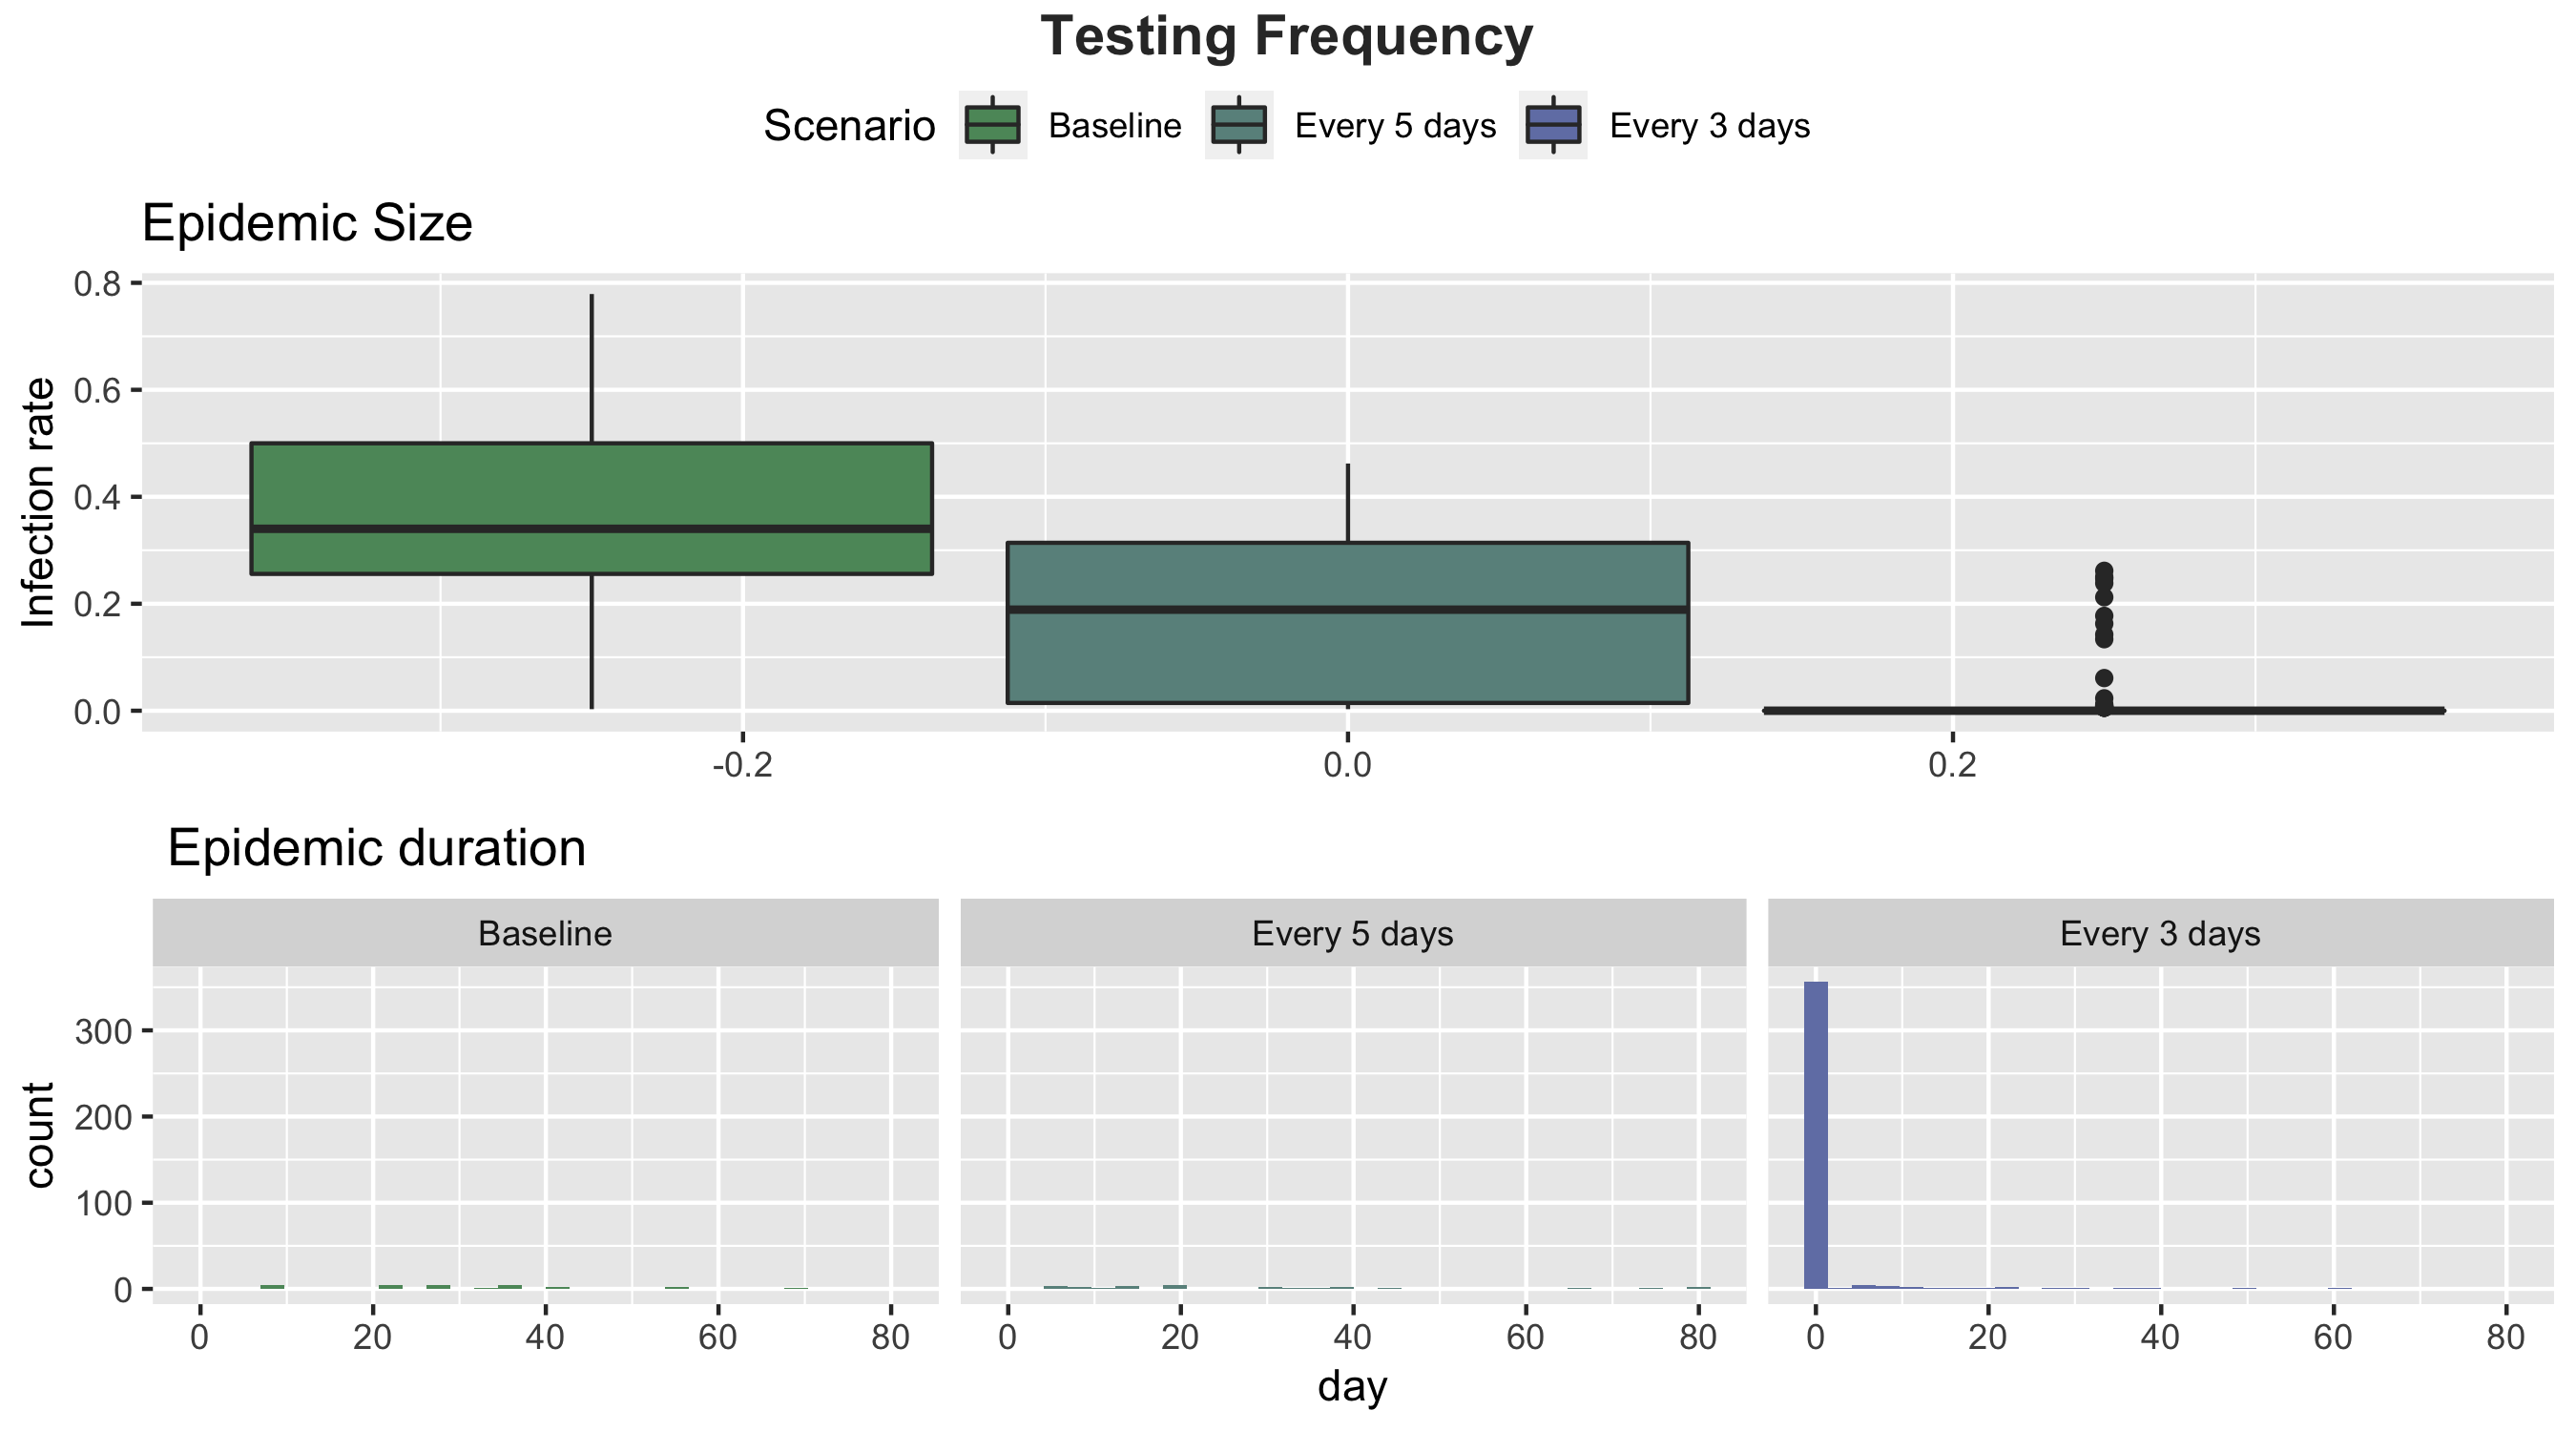 Testing Frequency
Scenario Baseline Every 5 days Every 3 days
Epidemic Size
Infection rate
0.8
0.6
0.4
0.2
0.0
-0.2 0.0 0.2
Epidemic duration
Baseline Every 5 days Every 3 days
count
300
200
100
0
0 20 40 60 80 0 20 40 60 80 0 20 40 60 80
day